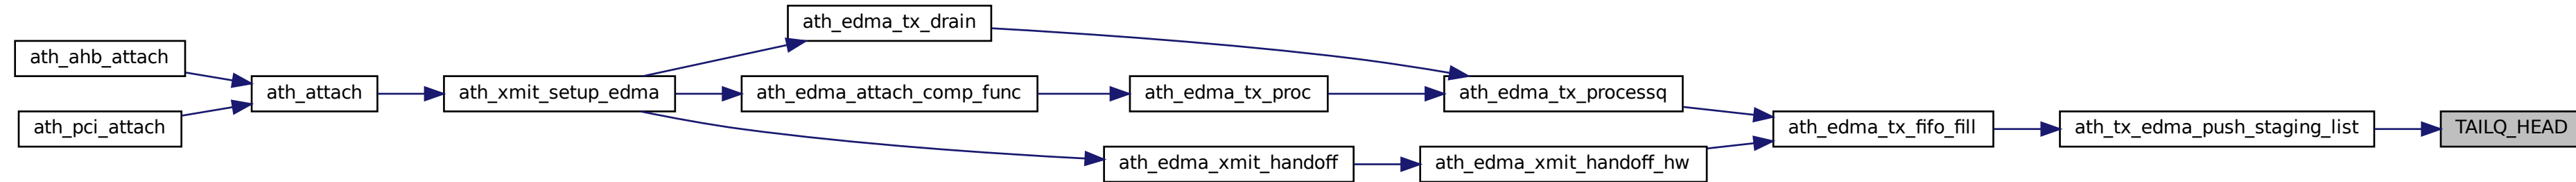 ath_ahb_attach
ath_pci_attach
ath_attach
ath_xmit_setup_edma
ath_edma_tx_drain
ath_edma_attach_comp_func
ath_edma_xmit_handoff
ath_edma_tx_proc
ath_edma_xmit_handoff_hw
ath_edma_tx_processq
ath_edma_tx_fifo_fill
ath_tx_edma_push_staging_list
TAILQ_HEAD